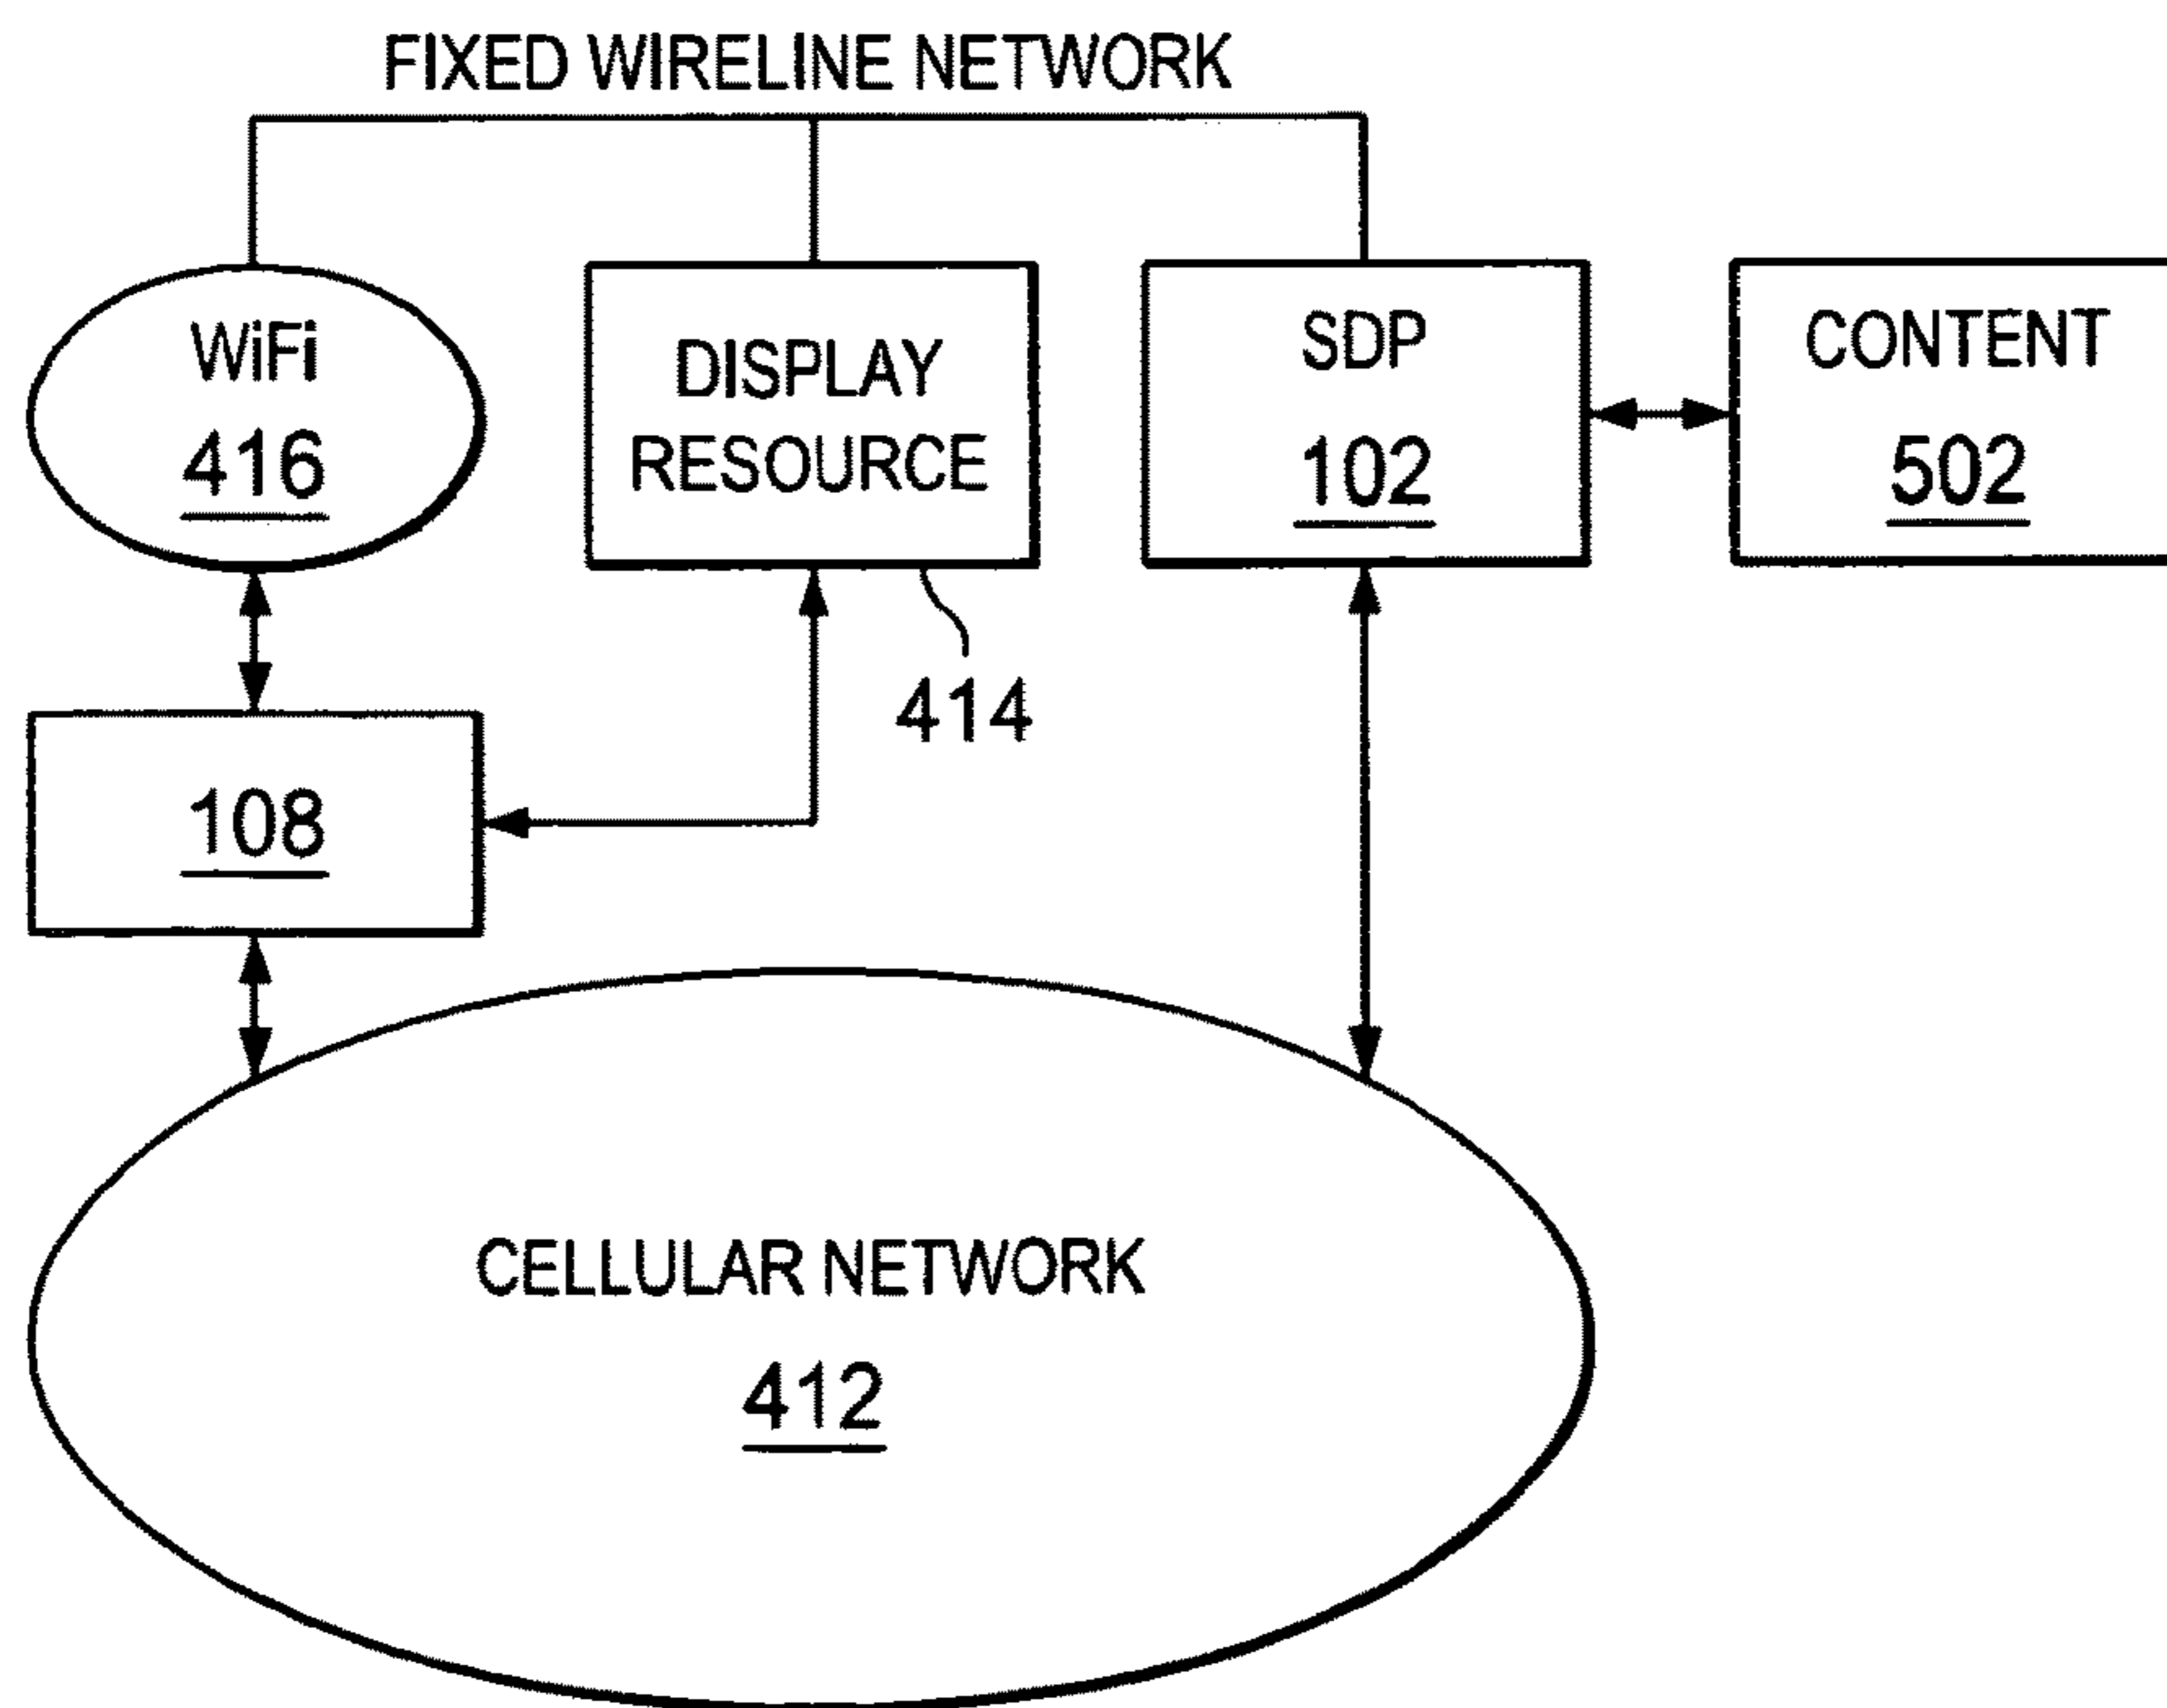 FIXED WIRELINE NETWORK
WiFi
416
DISPLAY
RESOURCE
414
SDP
102
CONTENT
502
108
CELLULAR NETWORK
412